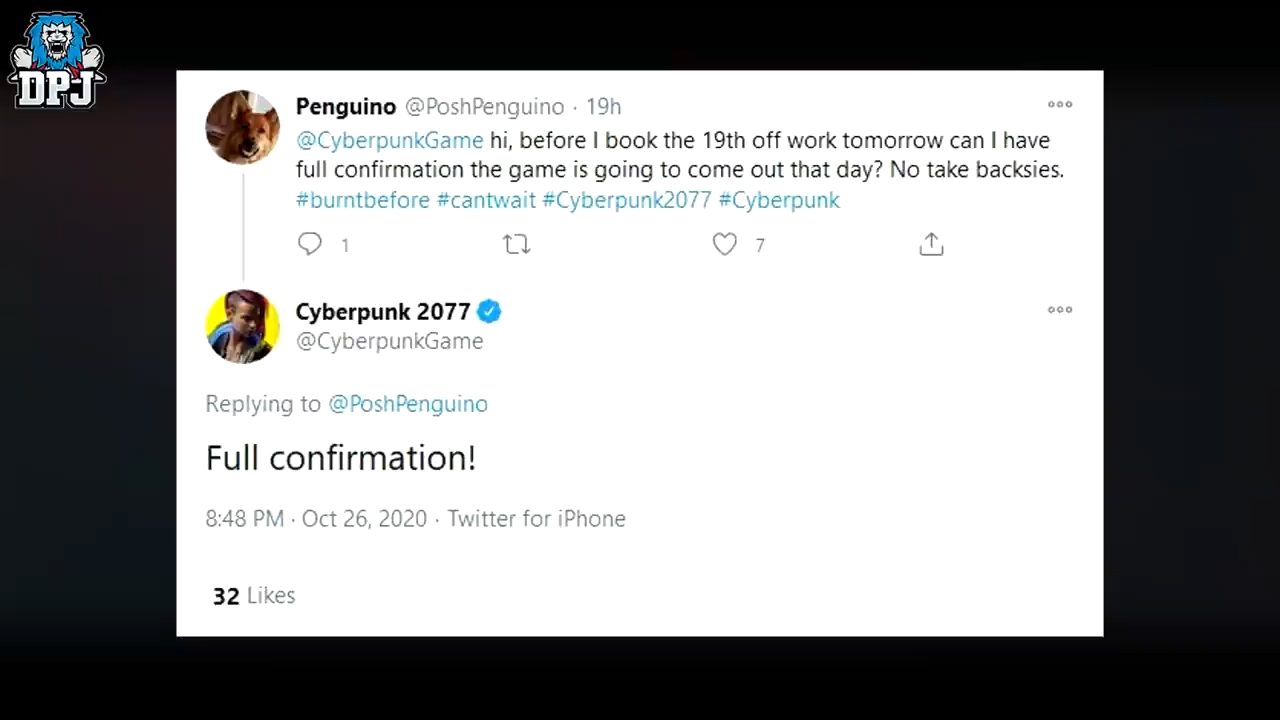 DPJ
Penguino @PoshPenguino · 19h
@CyberpunkGame hi, before I book the 19th off work tomorrow can I have
full confirmation the game is going to come out that day? No take backsies.
#burntbefore #cantwait #Cyberpunk2077 #Cyberpunk
1 7
Cyberpunk 2077
@CyberpunkGame
Replying to @PoshPenguino
Full confirmation!
8:48 PM · Oct 26, 2020 · Twitter for iPhone
32 Likes